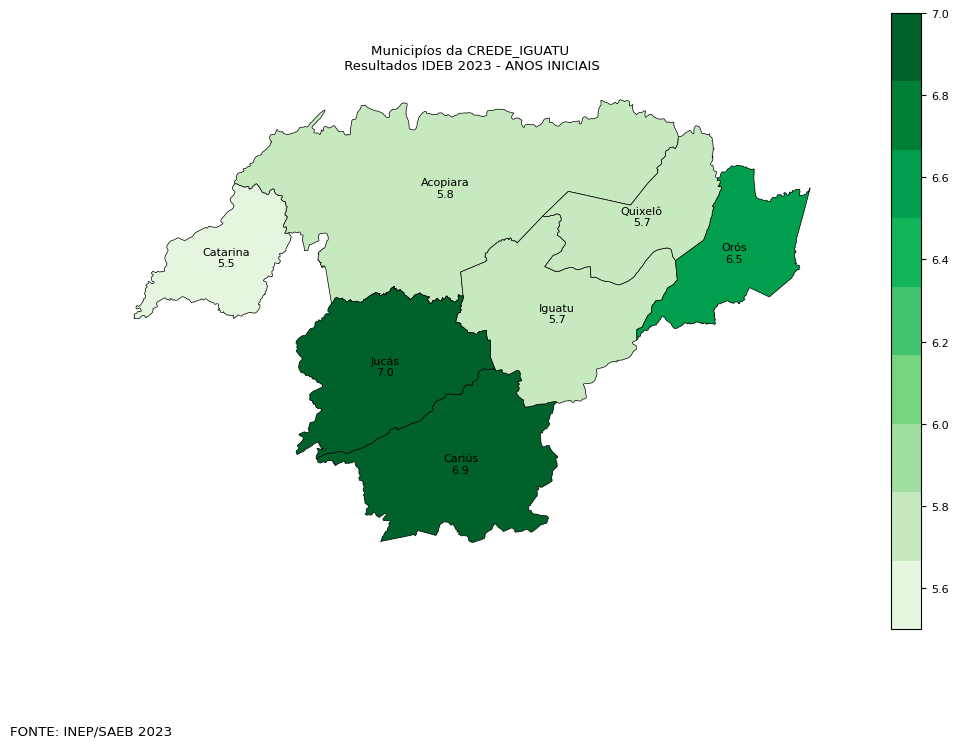 Municipíos da CREDE_IGUATU
Resultados IDEB 2023 - ANOS INICIAIS
Acopiara
5.8
Quixelô
5.7
Catarina
5.5
Orós
6.5
Iguatu
5.7
Jucás
7.0
Cariús
6.9
7.0
6.8
6.6
6.4
6.2
6.0
5.8
5.6
FONTE: INEP/SAEB 2023